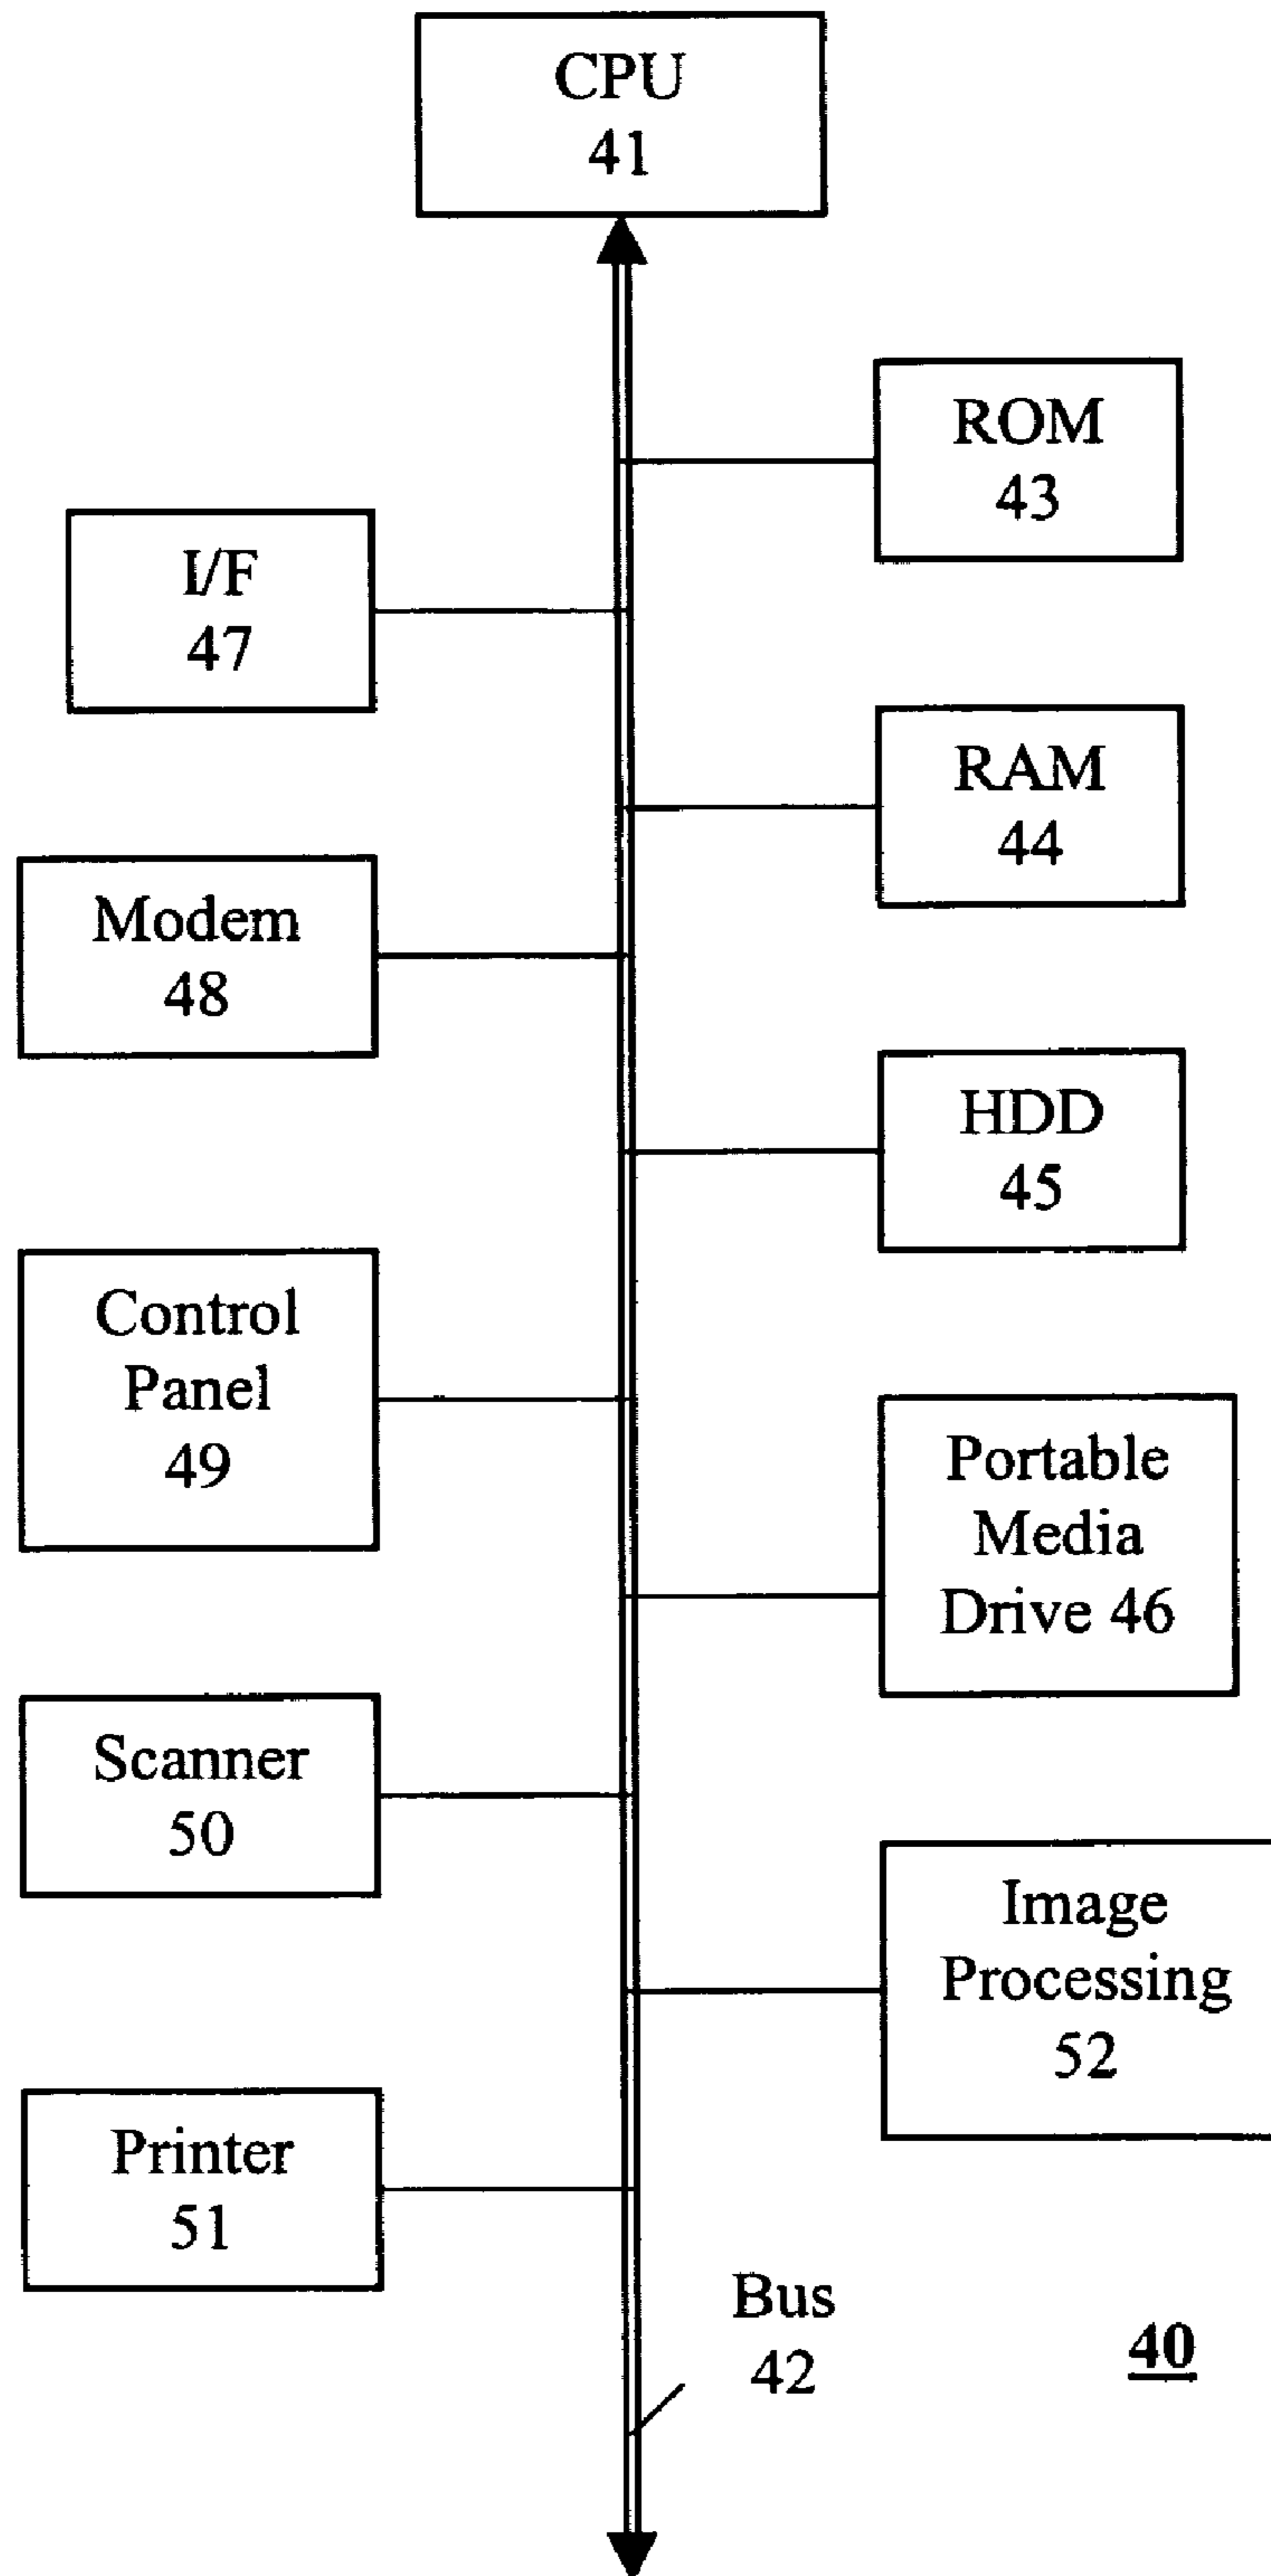 CPU
41
ROM
43
I/F
47
RAM
44
Modem
48
HDD
45
Control
Panel
49
Portable
Media
Drive 46
Scanner
50
Image
Processing
52
Printer
51
Bus
42
40